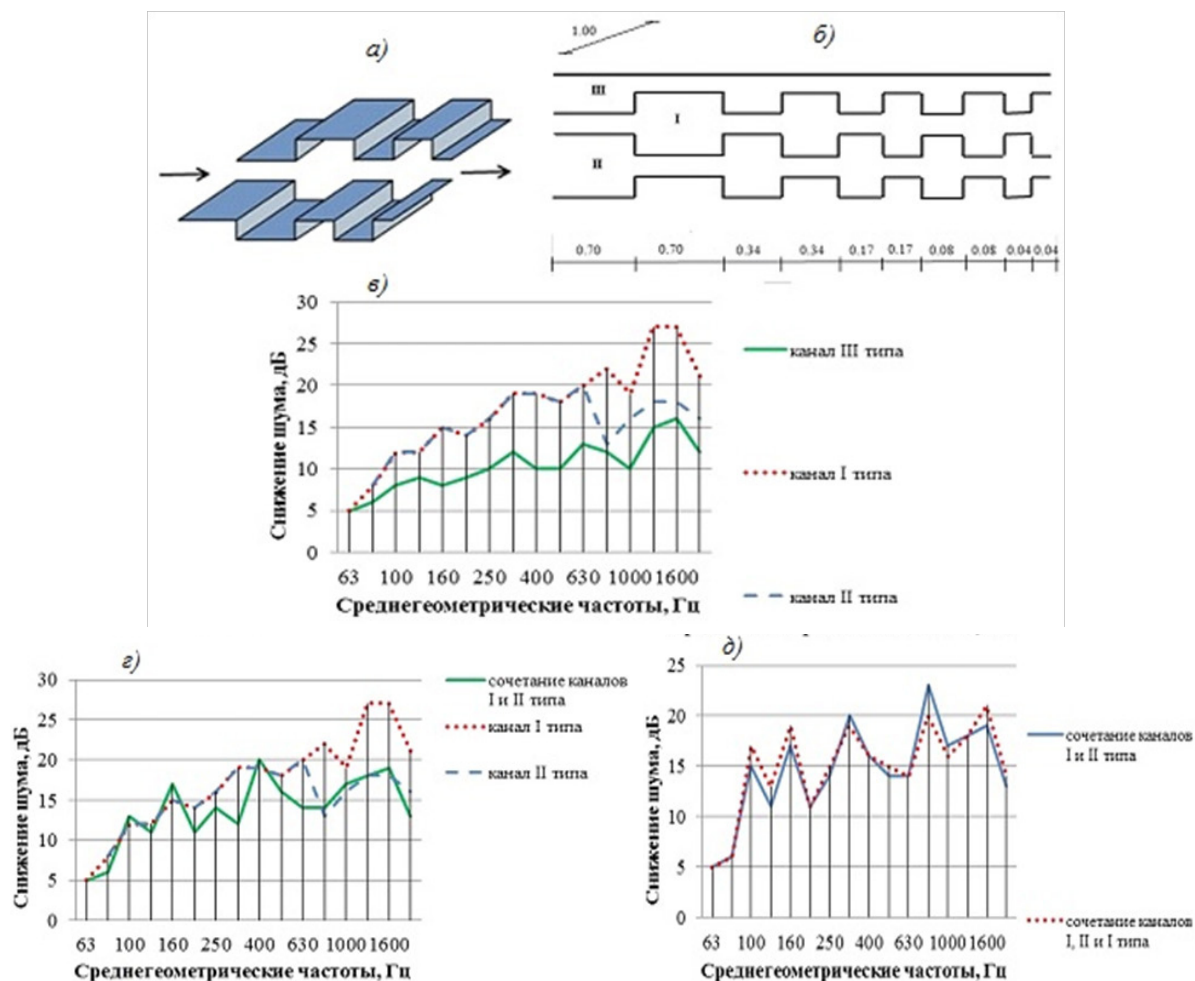 а)
б)
1.00
III
I
II
0.70 0.70 0.34 0.34 0.17 0.17 0.08 0.08 0.04 0.04
в)
30
25
20
15
10
5
0
Снижение шума, дБ
63 100 160 250 400 630 1000 1600
Среднегеометрические частоты, Гц
канал III типа
канал I типа
канал II типа
г)
30
25
20
15
10
5
0
Снижение шума, дБ
63 100 160 250 400 630 1000 1600
Среднегеометрические частоты, Гц
сочетание каналов
I и II типа
канал I типа
канал II типа
д)
25
20
15
10
5
0
Снижение шума, дБ
63 100 160 250 400 630 1000 1600
Среднегеометрические частоты, Гц
сочетание каналов
I и II типа
сочетание каналов
I, II и I типа